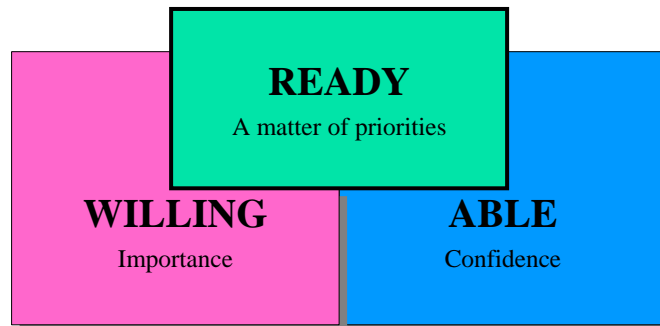 READY
A matter of priorities
WILLING
Importance
ABLE
Confidence